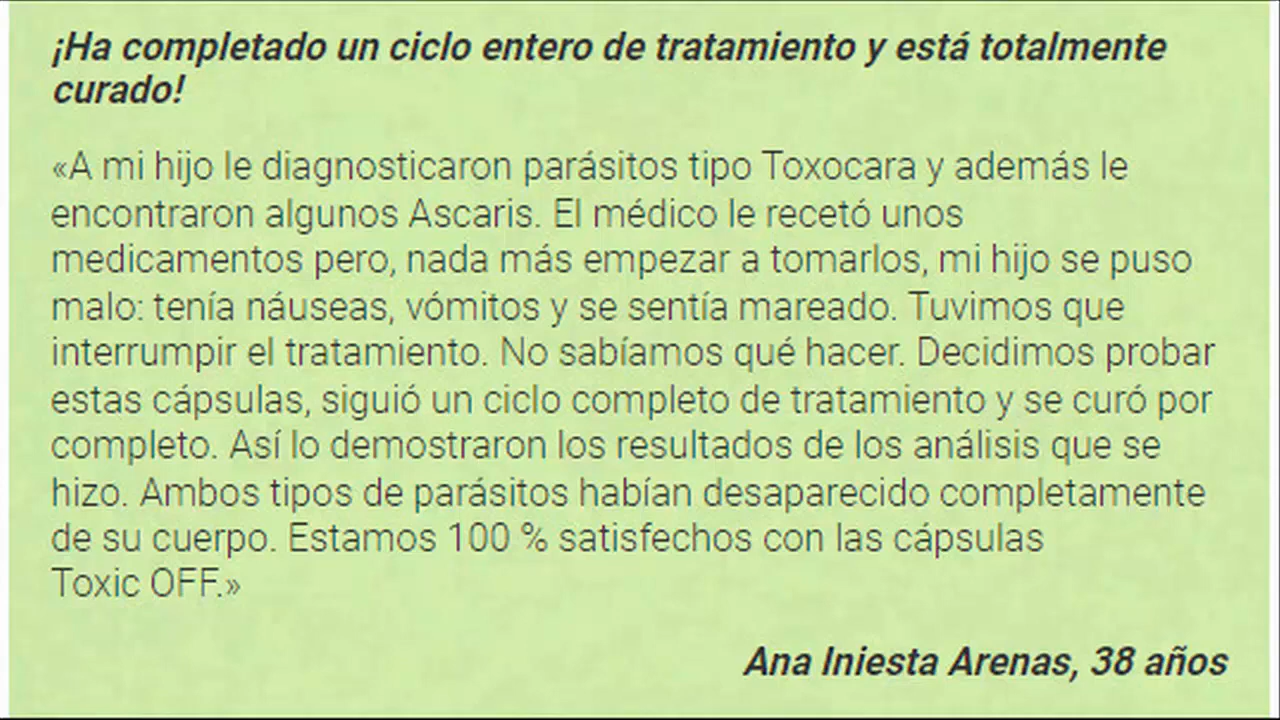 ¡Ha completado un ciclo entero de tratamiento y está totalmente
curado!
«A mi hijo le diagnosticaron parásitos tipo Toxocara y además le
encontraron algunos Ascaris. El médico le recetó unos
medicamentos pero, nada más empezar a tomarlos, mi hijo se puso
malo: tenía náuseas, vómitos y se sentía mareado. Tuvimos que
interrumpir el tratamiento. No sabíamos qué hacer. Decidimos probar
estas cápsulas, siguió un ciclo completo de tratamiento y se curó por
completo. Así lo demostraron los resultados de los análisis que se
hizo. Ambos tipos de parásitos habían desaparecido completamente
de su cuerpo. Estamos 100 % satisfechos con las cápsulas
Toxic OFF.»
Ana Iniesta Arenas, 38 años